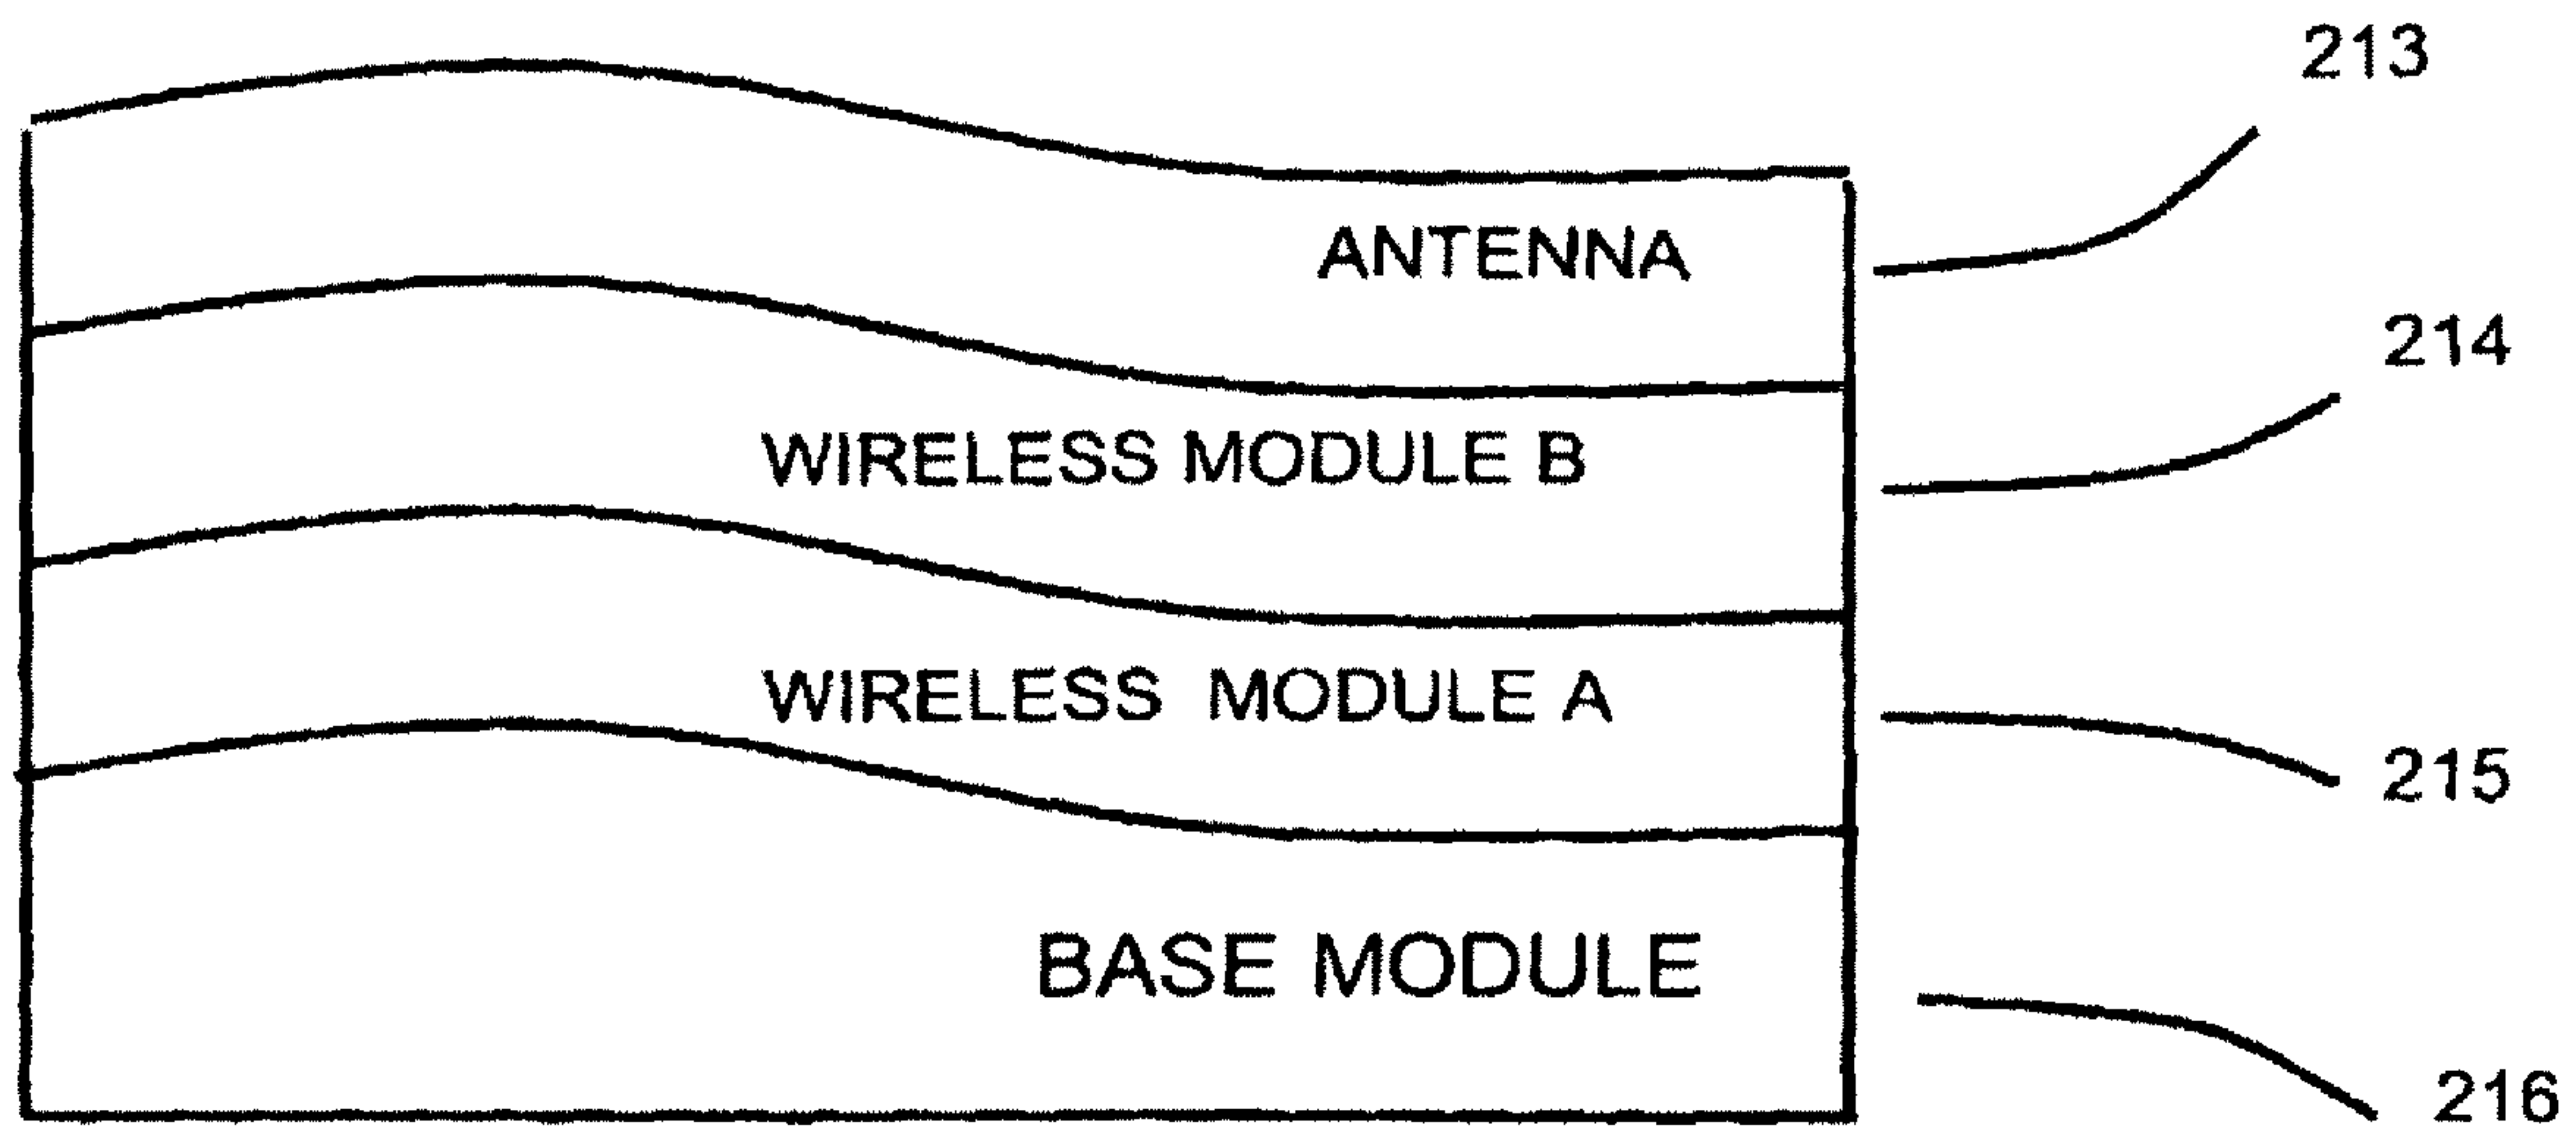 213
ANTENNA
214
WIRELESS MODULE B
WIRELESS MODULE A
215
BASE MODULE
216